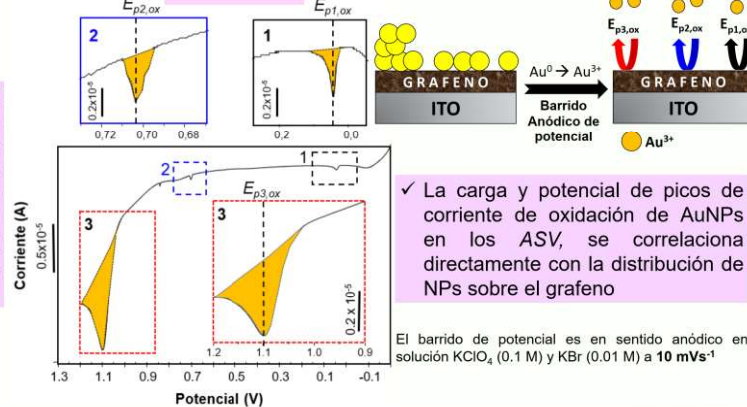 Ep2,ox
Ep1,ox
2
0.2x10-5
0,72 0,70 0,68
1
0.2x10-5
0,2 0,0
GRAFENO
ITO
Au0 → Au3+
Barrido
Anódico de
potencial
Ep3,ox Ep2,ox Ep1,ox
GRAFENO
ITO
Au3+
Corriente (A)
0.5x10-5
2
1
3
Ep3,ox
3
0.2 x 10-5
1.2 1.1 1.0 0.9
1.3 1.1 0.9 0.7 0.5 0.3 0.1 -0.1
Potencial (V)
✓ La carga y potencial de picos de
corriente de oxidación de AuNPs
en los ASV, se correlaciona
directamente con la distribución de
NPs sobre el grafeno
El barrido de potencial es en sentido anódico en
solución KClO4 (0.1 M) y KBr (0.01 M) a 10 mVs-1